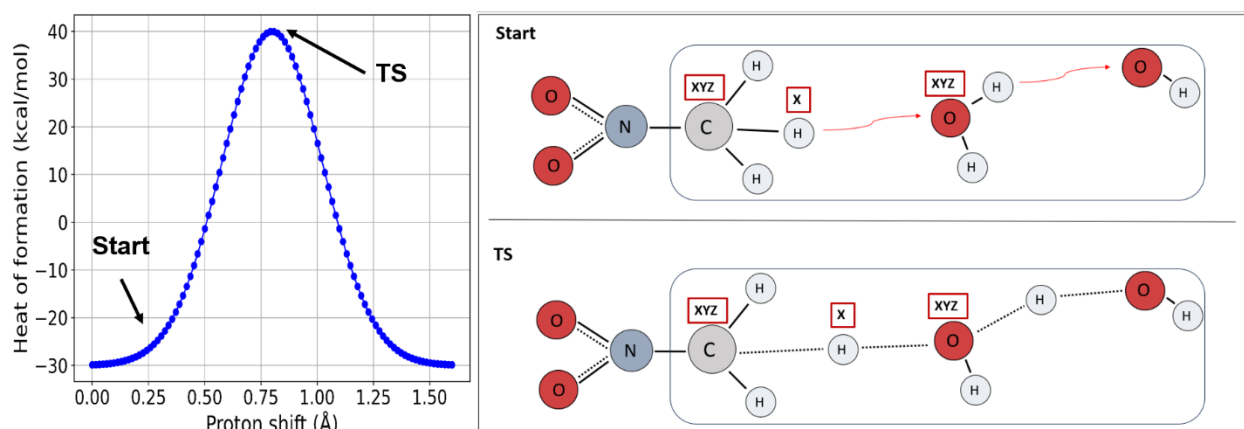 Heat of formation (kcal/mol)
40
30
20
10
0
−10
−20
−30
0.00 0.25 0.50 0.75 1.00 1.25 1.50
Proton shift (Å)
TS
Start
Start
O
O
N
XYZ
C
H
H
X
H
XYZ
O
H
H
O
H
TS
O
O
N
XYZ
C
H
H
X
H
XYZ
O
H
H
O
H